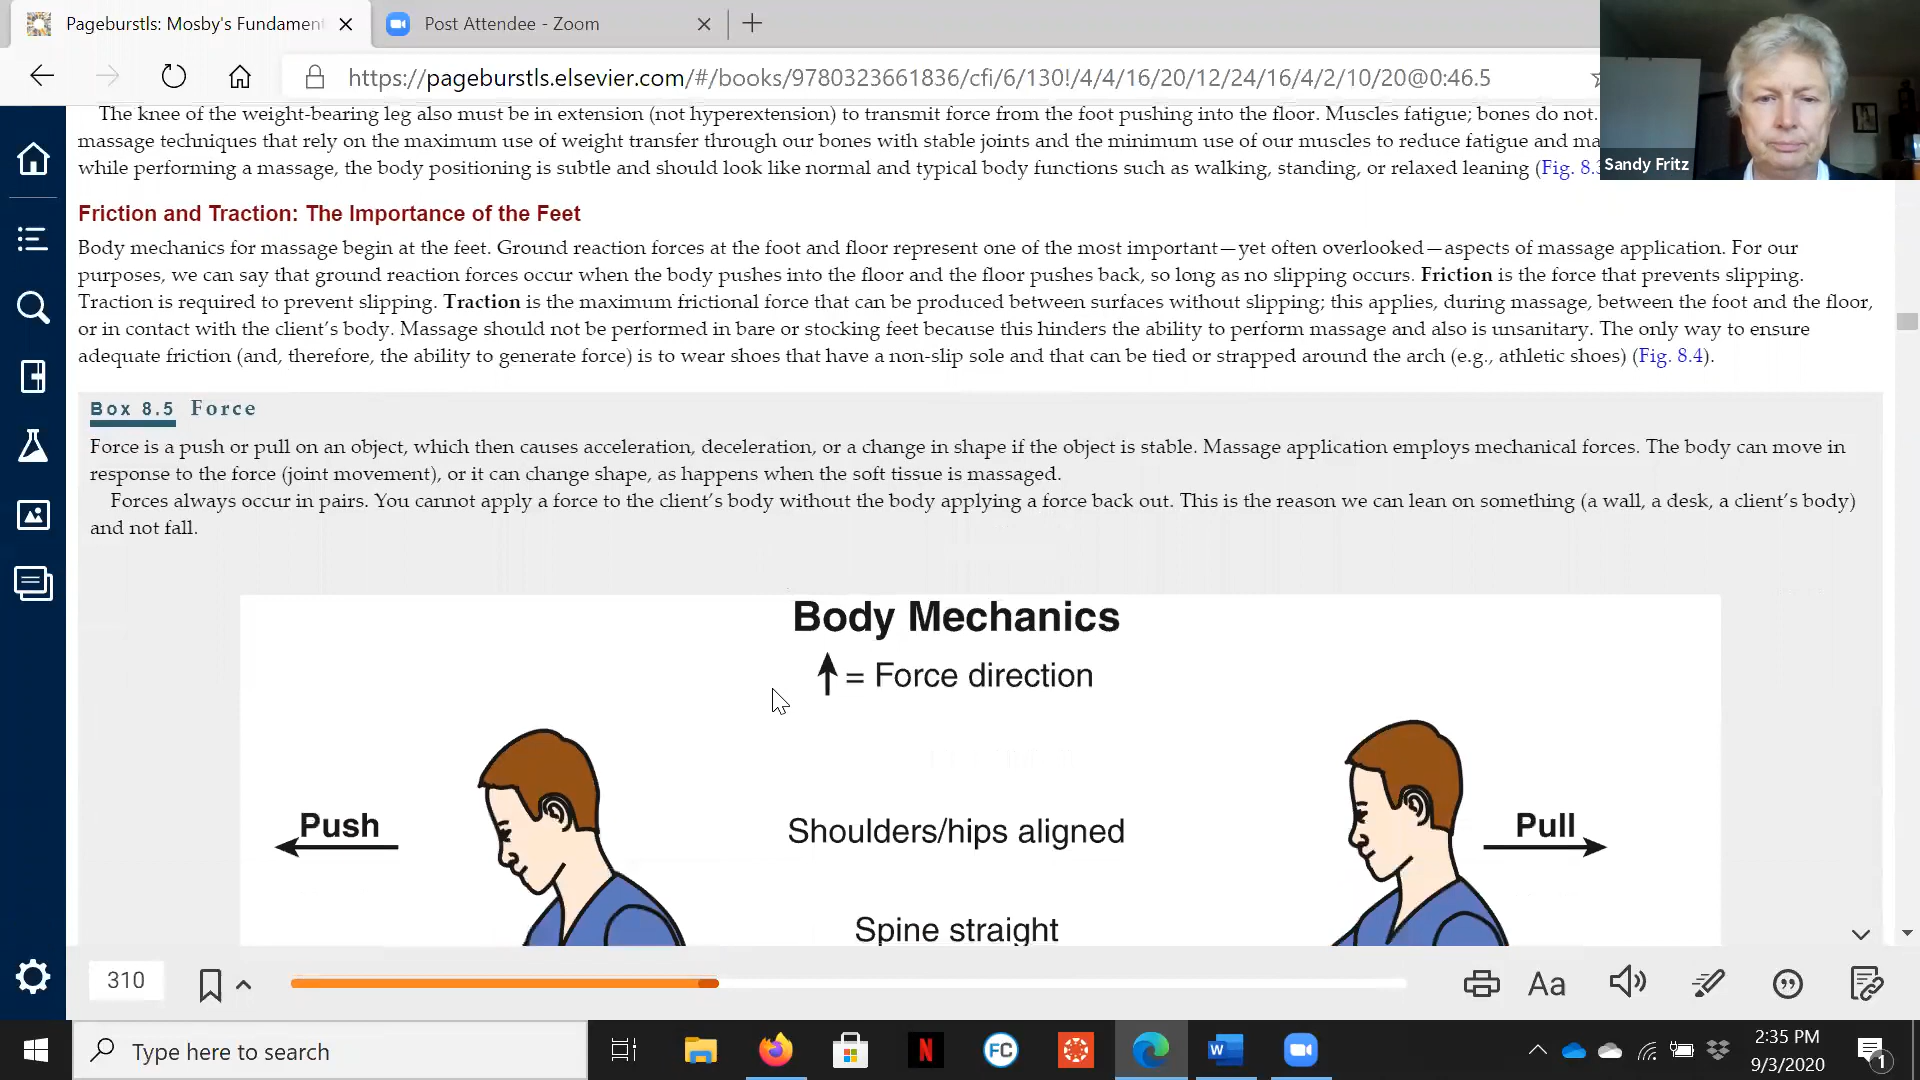 Pageburstls: Mosby's Fundament
Post Attendee - Zoom
https://pageburstls.elsevier.com/#/books/9780323661836/cfi/6/130!/4/4/16/20/12/24/16/4/2/10/20@0:46.5
Sandy Fritz
The knee of the weight-bearing leg also must be in extension (not hyperextension) to transmit force from the foot pushing into the floor. Muscles fatigue; bones do not.
massage techniques that rely on the maximum use of weight transfer through our bones with stable joints and the minimum use of our muscles to reduce fatigue and ma
while performing a massage, the body positioning is subtle and should look like normal and typical body functions such as walking, standing, or relaxed leaning (Fig. 8.3
Friction and Traction: The Importance of the Feet
Body mechanics for massage begin at the feet. Ground reaction forces at the foot and floor represent one of the most important—yet often overlooked—aspects of massage application. For our
purposes, we can say that ground reaction forces occur when the body pushes into the floor and the floor pushes back, so long as no slipping occurs. Friction is the force that prevents slipping.
Traction is required to prevent slipping. Traction is the maximum frictional force that can be produced between surfaces without slipping; this applies, during massage, between the foot and the floor,
or in contact with the client's body. Massage should not be performed in bare or stocking feet because this hinders the ability to perform massage and also is unsanitary. The only way to ensure
adequate friction (and, therefore, the ability to generate force) is to wear shoes that have a non-slip sole and that can be tied or strapped around the arch (e.g., athletic shoes) (Fig. 8.4).
Box 8.5 Force
Force is a push or pull on an object, which then causes acceleration, deceleration, or a change in shape if the object is stable. Massage application employs mechanical forces. The body can move in
response to the force (joint movement), or it can change shape, as happens when the soft tissue is massaged.
Forces always occur in pairs. You cannot apply a force to the client's body without the body applying a force back out. This is the reason we can lean on something (a wall, a desk, a client's body)
and not fall.
Body Mechanics
= Force direction
Push
Shoulders/hips aligned
Pull
Spine straight
310
Aa
Type here to search
N
FC
W
2:35 PM
9/3/2020
1